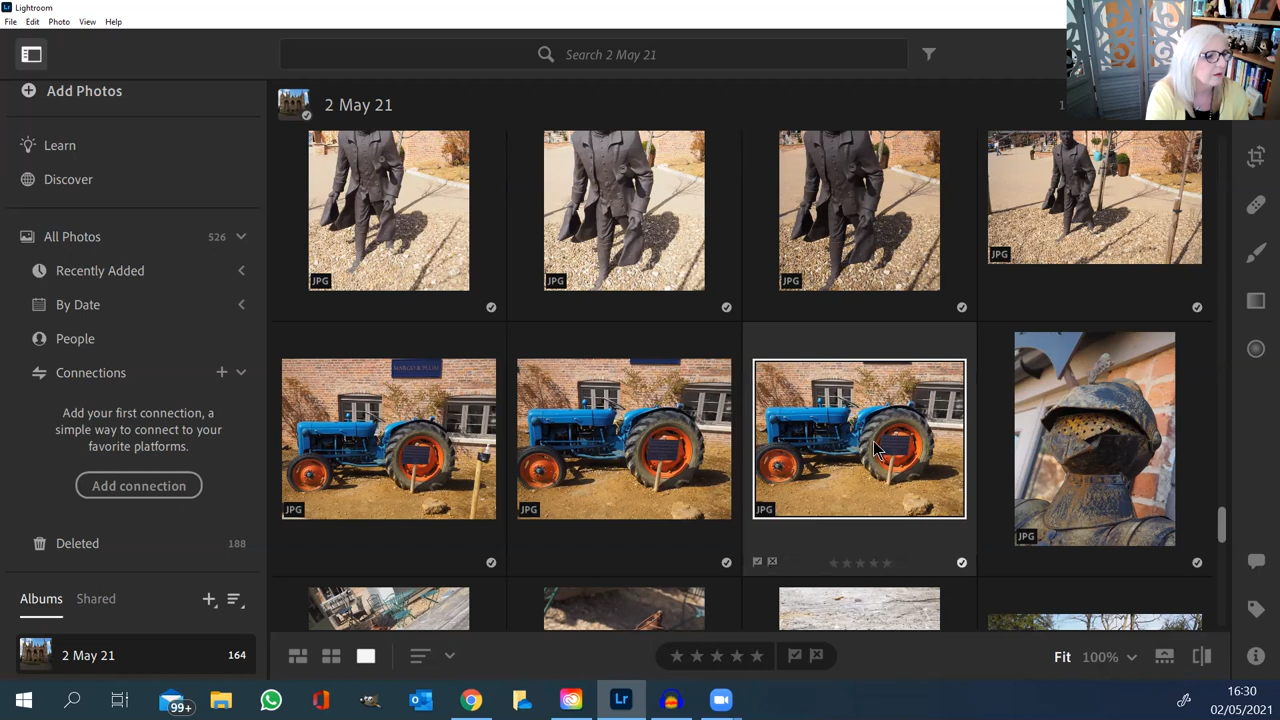 Lightroom
File Edit Photo View Help
Search 2 May 21
Add Photos
2 May 21
Learn
Discover
All Photos 526
Recently Added
By Date
People
Connections
Add your first connection, a
simple way to connect to your
favorite platforms.
Add connection
Deleted 188
Albums Shared
2 May 21 164
JPG JPG JPG JPG
JPG JPG JPG JPG
Fit 100%
99+
Lr
16:30
02/05/2021